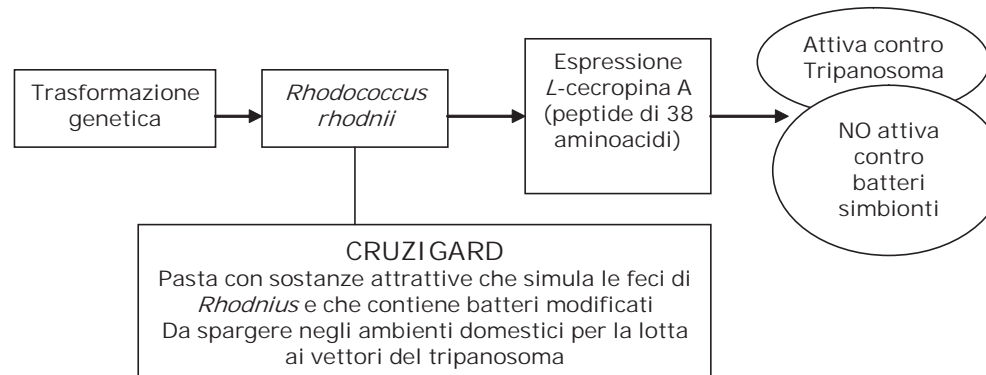 Trasformazione
genetica
Rhodococcus
rhodnii
Espressione
L-cecropina A
(peptide di 38
aminoacidi)
Attiva contro
Tripanosoma
NO attiva
contro
batteri
simbionti
CRUZIGARD
Pasta con sostanze attrattive che simula le feci di
Rhodnius e che contiene batteri modificati
Da spargere negli ambienti domestici per la lotta
ai vettori del tripanosoma